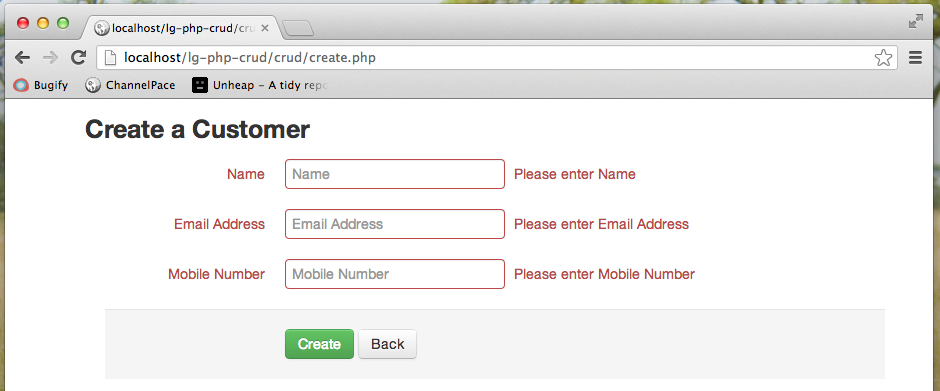 localhost/lg-php-crud/cru
localhost/lg-php-crud/crud/create.php
Bugify ChannelPace Unheap – A tidy repo
Create a Customer
Name Name Please enter Name
Email Address Email Address Please enter Email Address
Mobile Number Mobile Number Please enter Mobile Number
Create Back